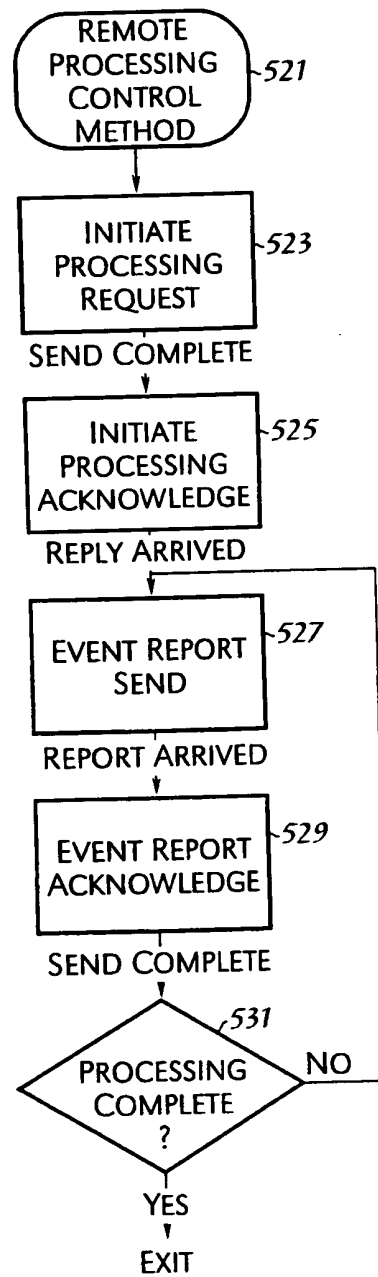 REMOTE
PROCESSING
CONTROL
METHOD
521
INITIATE
PROCESSING
REQUEST
523
SEND COMPLETE
INITIATE
PROCESSING
ACKNOWLEDGE
525
REPLY ARRIVED
EVENT REPORT
SEND
527
REPORT ARRIVED
EVENT REPORT
ACKNOWLEDGE
529
SEND COMPLETE
531
PROCESSING
COMPLETE
?
NO
YES
EXIT